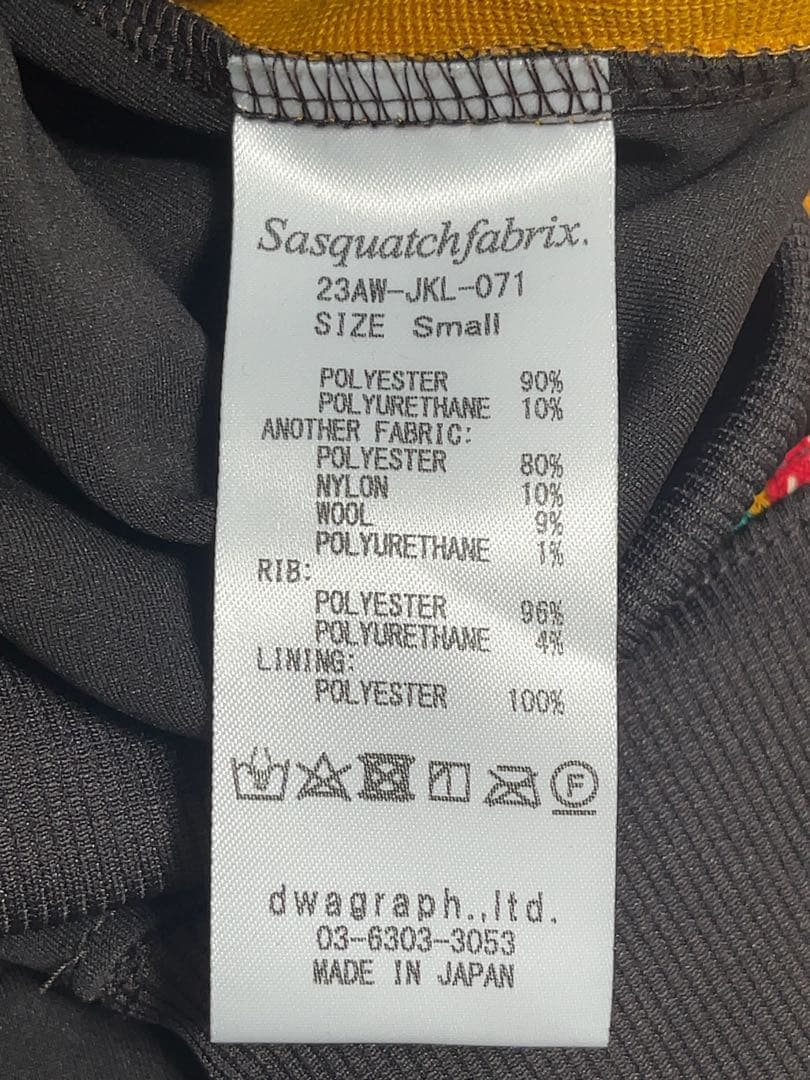 Sasquatchfabrix.
23AW-JKL-071
SIZE Small
POLYESTER 90%
POLYURETHANE 10%
ANOTHER FABRIC:
POLYESTER 80%
NYLON 10%
WOOL 9%
POLYURETHANE 1%
RIB:
POLYESTER 96%
POLYURETHANE 4%
LINING:
POLYESTER 100%
F
dwagraph.,ltd.
03-6303-3053
MADE IN JAPAN